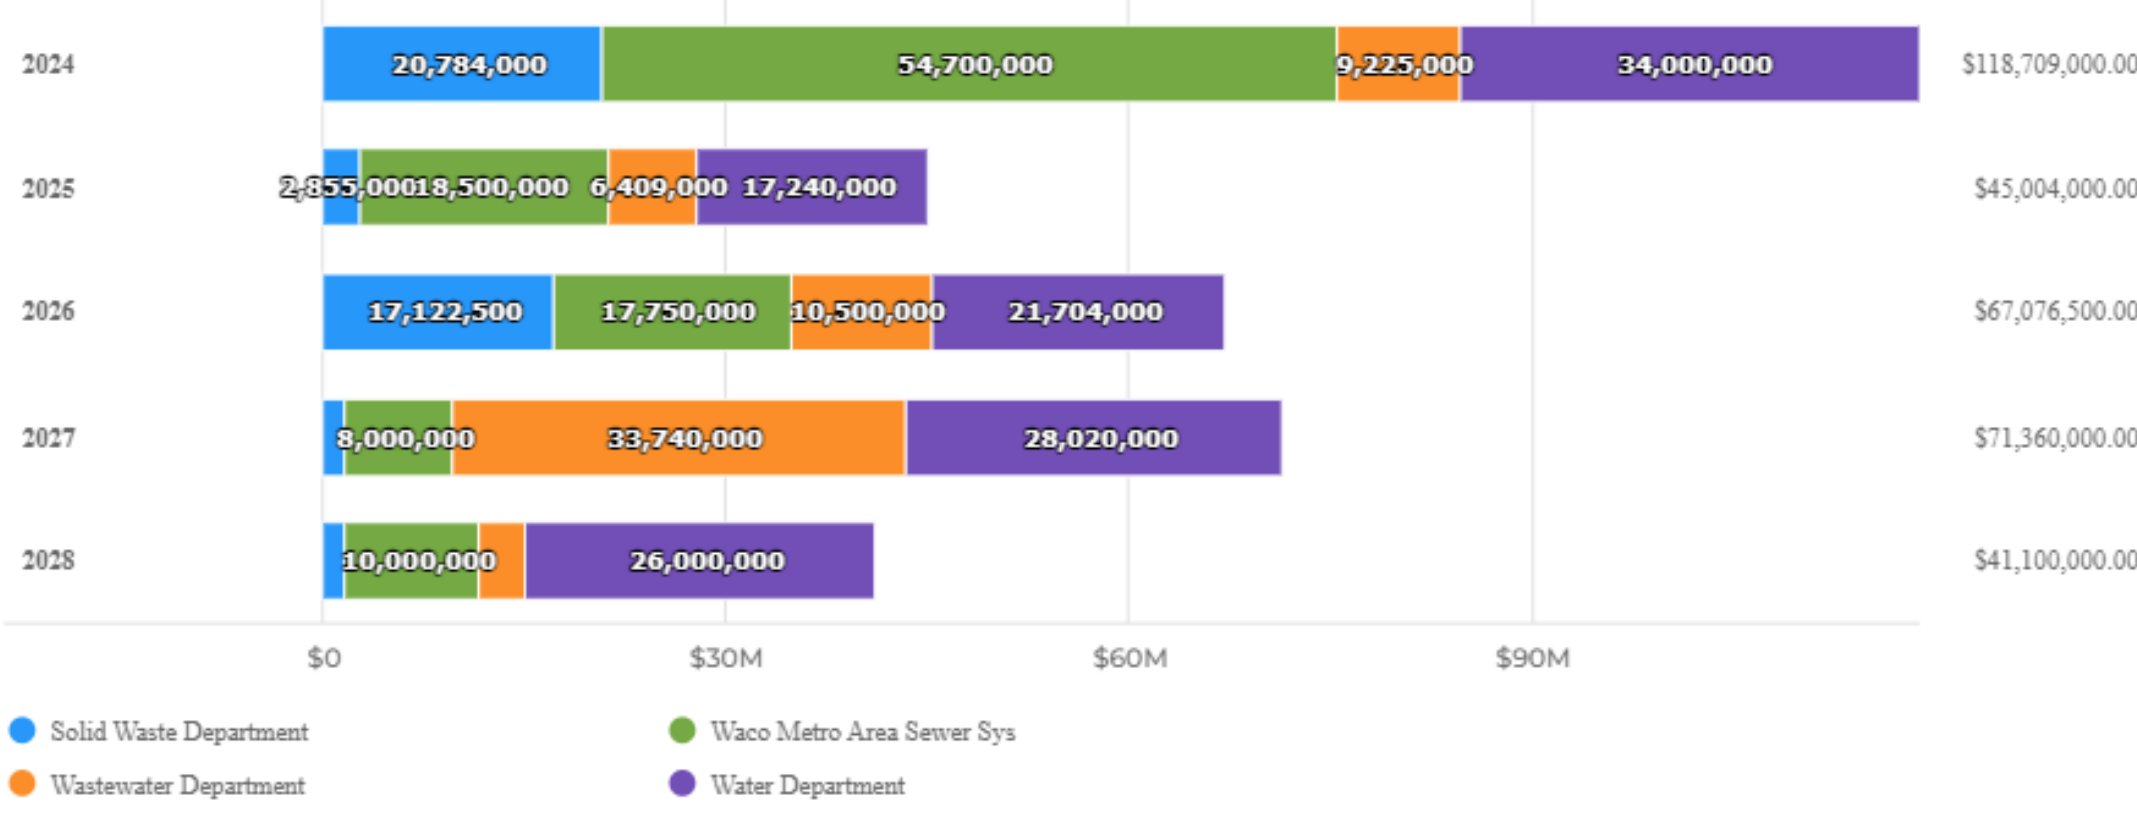 2024 20,784,000 54,700,000 9,225,000 34,000,000 $118,709,000.00
2025 2,855,000 18,500,000 6,409,000 17,240,000 $45,004,000.00
2026 17,122,500 17,750,000 10,500,000 21,704,000 $67,076,500.00
2027 8,000,000 33,740,000 28,020,000 $71,360,000.00
2028 10,000,000 26,000,000 $41,100,000.00
$0 $30M $60M $90M
Solid Waste Department Waco Metro Area Sewer Sys
Wastewater Department Water Department